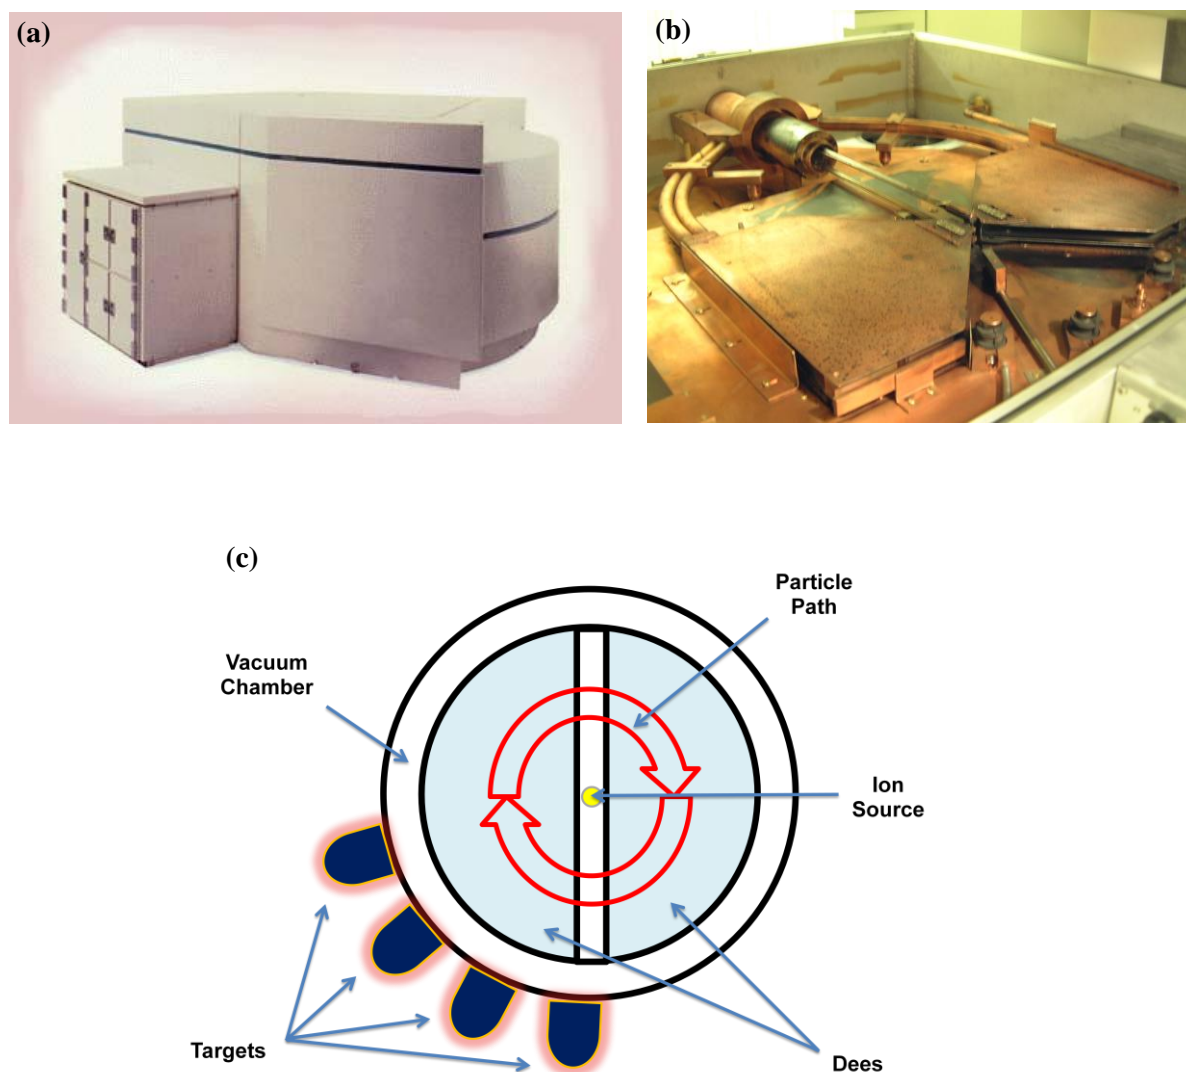 (a)
(b)
(c)
Particle
Path
Vacuum
Chamber
Ion
Source
Targets
Dees